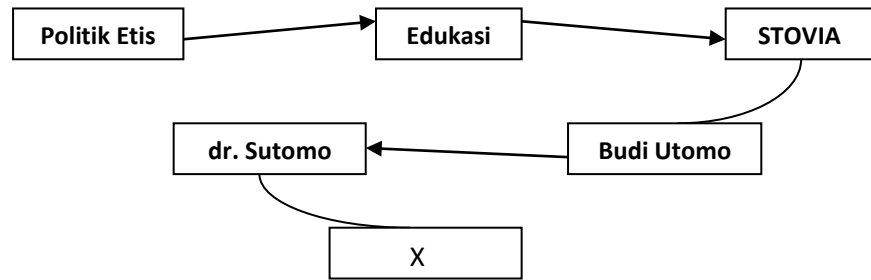 Politik Etis
Edukasi
STOVIA
dr. Sutomo
Budi Utomo
X